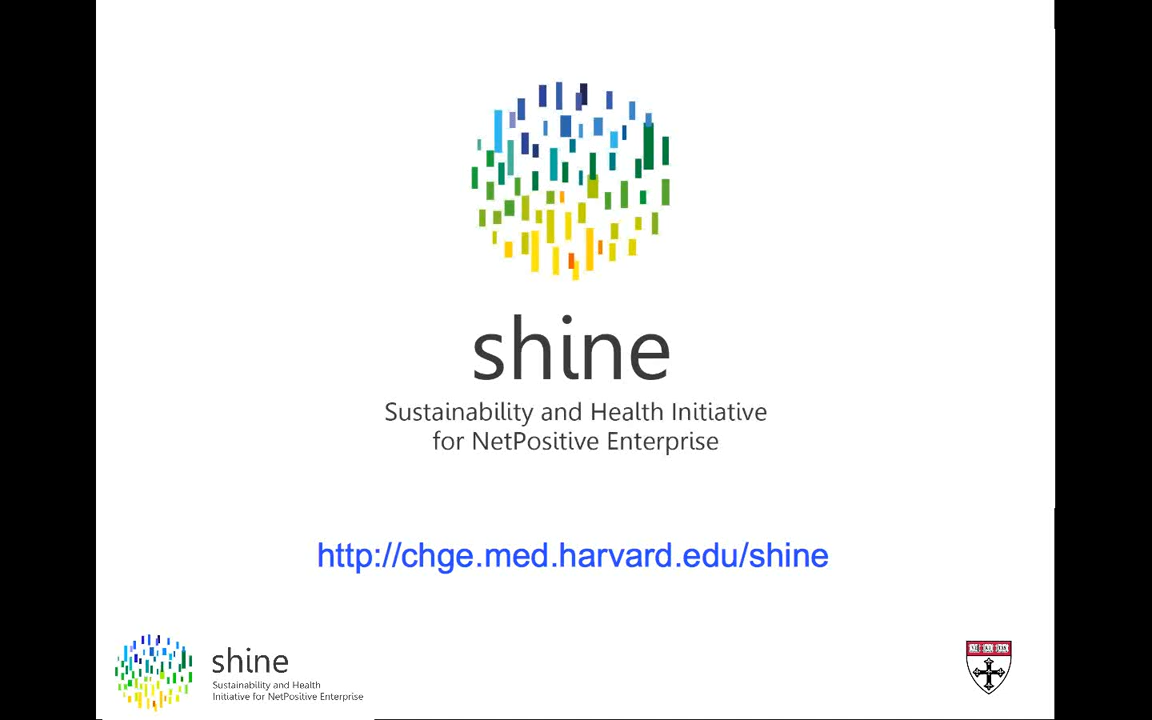 shine
Sustainability and Health Initiative
for NetPositive Enterprise
http://chge.med.harvard.edu/shine
shine
Sustainability and Health
Initiative for NetPositive Enterprise